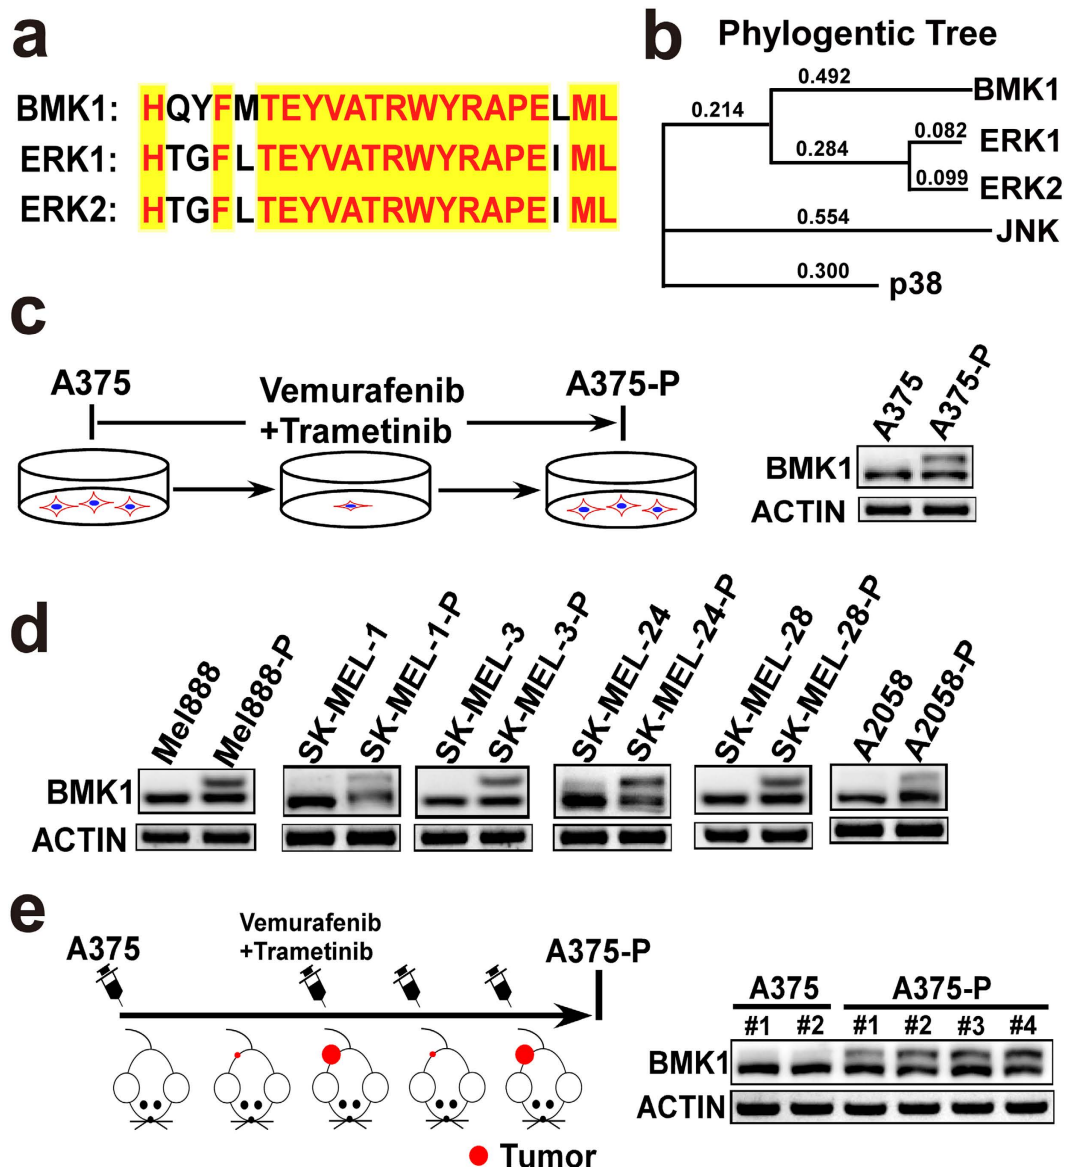 a
BMK1: HQYFMTEYVATRWYRAPELML
ERK1: HTGFLTEYVATRWYRAPEIML
ERK2: HTGFLTEYVATRWYRAPEIML
b
Phylogentic Tree
0.492
BMK1
0.214
0.082
ERK1
0.284
0.099
ERK2
0.554
JNK
0.300
p38
c
A375
Vemurafenib
+Trametinib
A375-P
A375
A375-P
BMK1
ACTIN
d
Mel888
Mel888-P
SK-MEL-1
SK-MEL-1-P
SK-MEL-3
SK-MEL-3-P
SK-MEL-24
SK-MEL-24-P
SK-MEL-28
SK-MEL-28-P
A2058
A2058-P
BMK1
ACTIN
e
A375
Vemurafenib
+Trametinib
A375-P
Tumor
A375 A375-P
#1 #2 #1 #2 #3 #4
BMK1
ACTIN